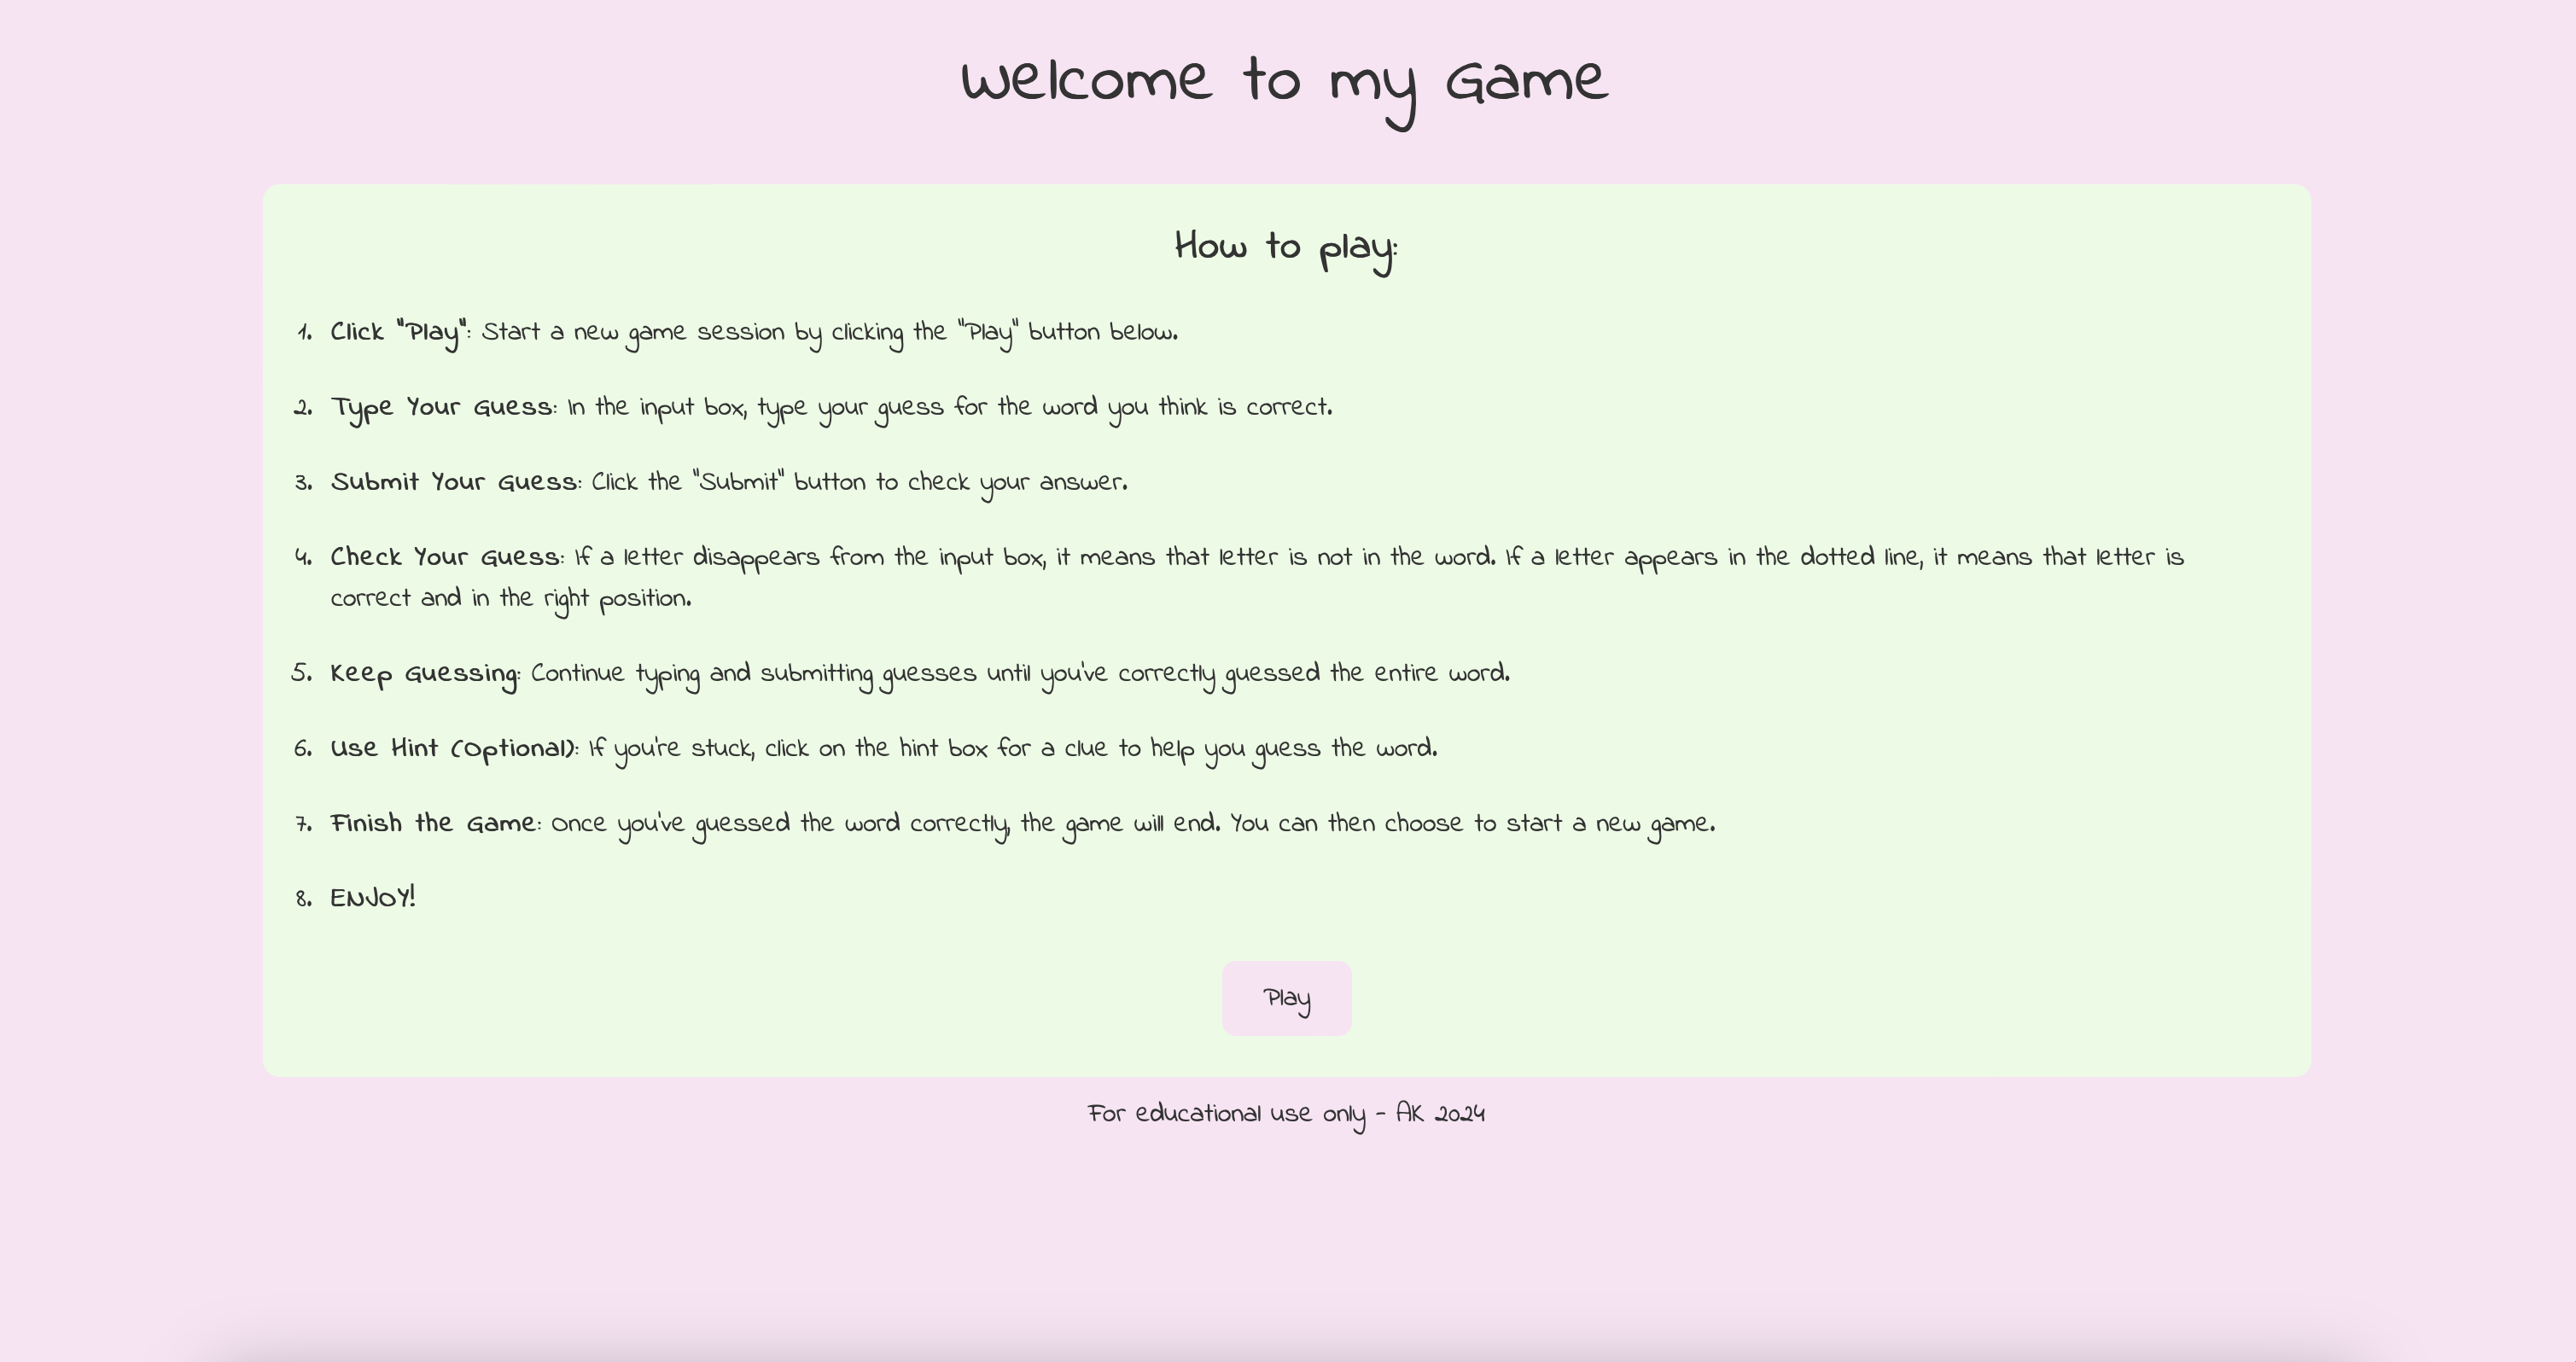 Welcome to my Game
How to play:
1. Click "Play": Start a new game session by clicking the "Play" button below.
2. Type Your Guess: In the input box, type your guess for the word you think is correct.
3. Submit Your Guess: Click the "Submit" button to check your answer.
4. Check Your Guess: If a letter disappears from the input box, it means that letter is not in the word. If a letter appears in the dotted line, it means that letter is
correct and in the right position.
5. Keep Guessing: Continue typing and submitting guesses until you've correctly guessed the entire word.
6. Use Hint (Optional): If you're stuck, click on the hint box for a clue to help you guess the word.
7. Finish the Game: Once you've guessed the word correctly, the game will end. You can then choose to start a new game.
8. ENJOY!
Play
For educational use only - AK 2024